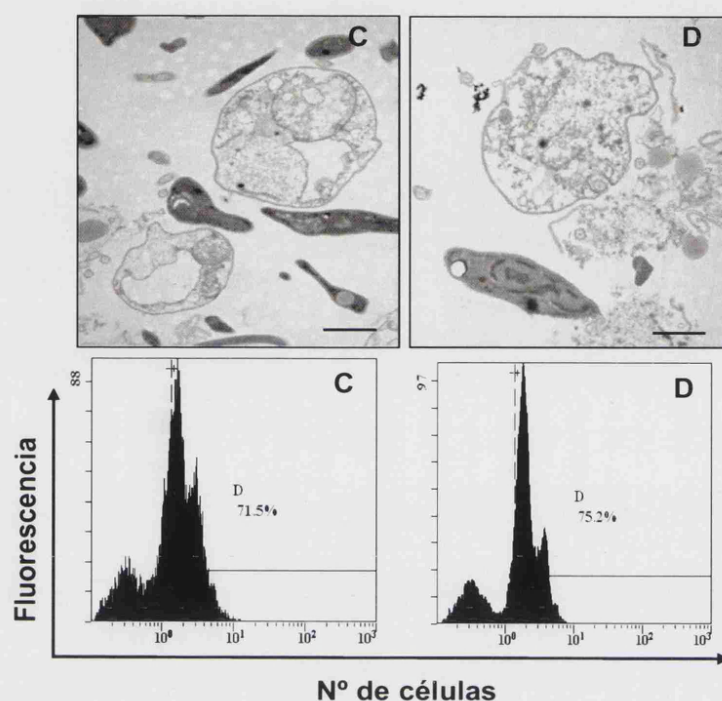 C
D
88
C
D
71.5%
10⁰
10¹
10²
10³
97
D
D
75.2%
10⁰
10¹
10²
10³
Fluorescencia
Nº de células